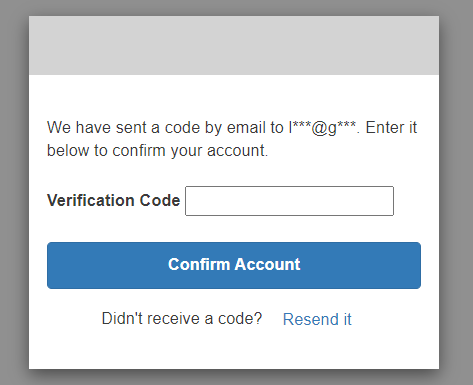 We have sent a code by email to l***@g***. Enter it
below to confirm your account.
Verification Code
Confirm Account
Didn't receive a code? Resend it